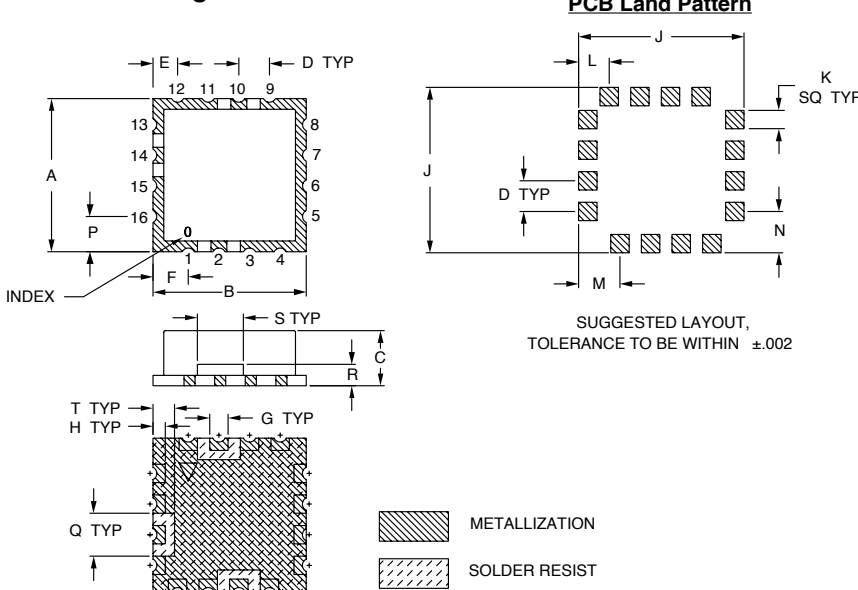 PCB Land Pattern
E
D TYP
12 11 10 9
13
14
15
16
8
7
6
5
A
P
0
1 2 3 4
F
B
INDEX
J
L
K
SQ TYP
J
D TYP
N
M
SUGGESTED LAYOUT,
TOLERANCE TO BE WITHIN ±.002
S TYP
C
R
T TYP
H TYP
G TYP
Q TYP
METALLIZATION
SOLDER RESIST